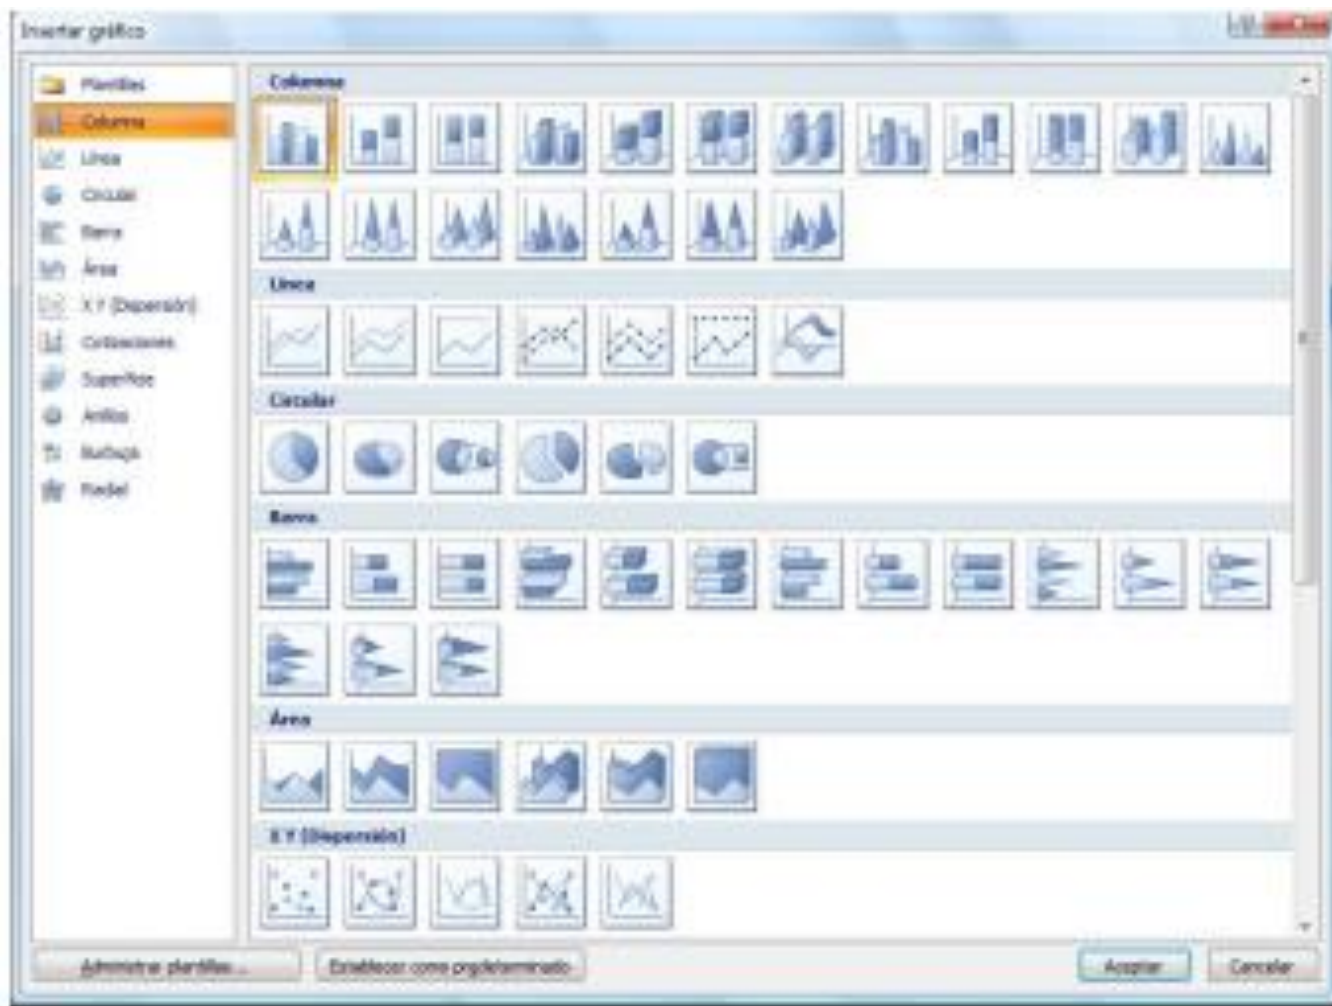 Insertar gráfico
Plantillas
Columna
Línea
Circular
Barra
Área
X Y (Dispersión)
Cotizaciones
Superficie
Anillos
Burbuja
Radial
Columna
Línea
Circular
Barra
Área
X Y (Dispersión)
Administrar plantillas...
Establecer como predeterminado
Aceptar
Cancelar